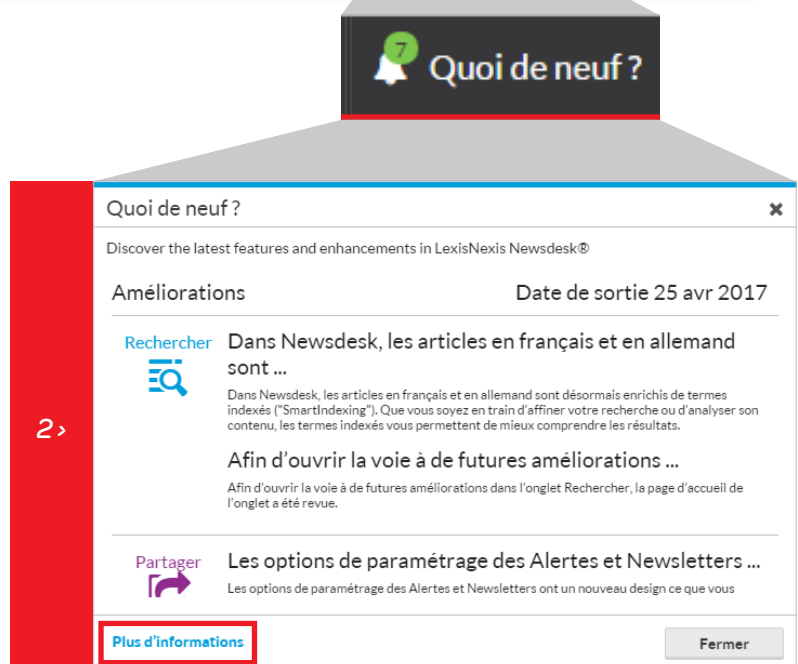 7
Quoi de neuf ?
Quoi de neuf ?
Discover the latest features and enhancements in LexisNexis Newsdesk®
Améliorations Date de sortie 25 avr 2017
Rechercher
Dans Newsdesk, les articles en français et en allemand
sont ...
Dans Newsdesk, les articles en français et en allemand sont désormais enrichis de termes
indexés ("SmartIndexing"). Que vous soyez en train d'affiner votre recherche ou d'analyser son
contenu, les termes indexés vous permettent de mieux comprendre les résultats.
2>
Afin d'ouvrir la voie à de futures améliorations ...
Afin d'ouvrir la voie à de futures améliorations dans l'onglet Rechercher, la page d'accueil de
l'onglet a été revue.
Partager
Les options de paramétrage des Alertes et Newsletters ...
Les options de paramétrage des Alertes et Newsletters ont un nouveau design ce que vous
Plus d'informations
Fermer